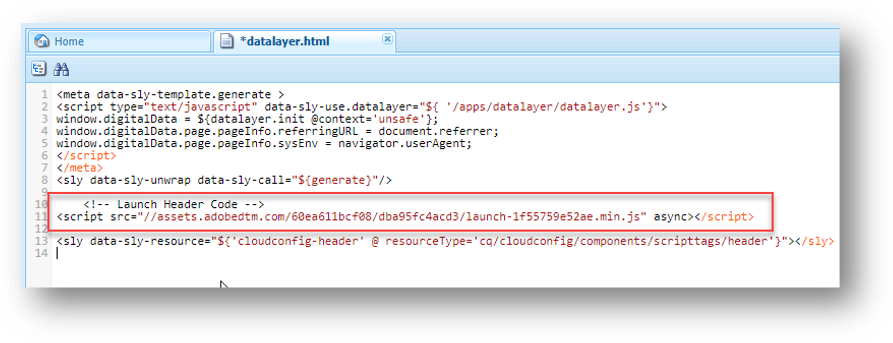 Home
*datalayer.html
1 <meta data-sly-template.generate >
2 <script type="text/javascript" data-sly-use.datalayer="${ '/apps/datalayer/datalayer.js'}">
3 window.digitalData = ${datalayer.init @context='unsafe'};
4 window.digitalData.page.pageInfo.referringURL = document.referrer;
5 window.digitalData.page.pageInfo.sysEnv = navigator.userAgent;
6 </script>
7 </meta>
8 <sly data-sly-unwrap data-sly-call="${generate}"/>
9
10 <!-- Launch Header Code -->
11 <script src="//assets.adobedtm.com/60ea611bcf08/dba95fc4acd3/launch-1f55759e52ae.min.js" async></script>
12
13 <sly data-sly-resource="${'cloudconfig-header' @ resourceType='cq/cloudconfig/components/scripttags/header'}"></sly>
14